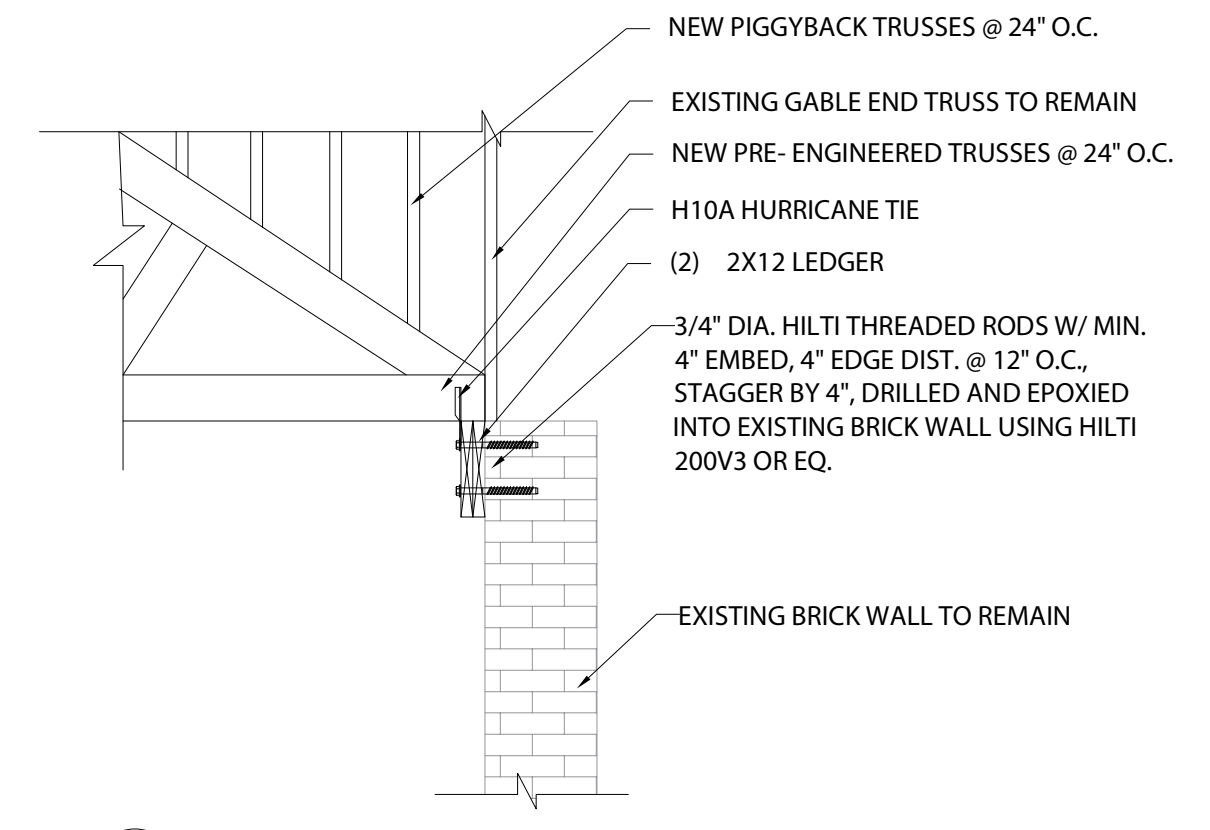 NEW PIGGYBACK TRUSSES @ 24" O.C.
EXISTING GABLE END TRUSS TO REMAIN
NEW PRE- ENGINEERED TRUSSES @ 24" O.C.
H10A HURRICANE TIE
(2) 2X12 LEDGER
3/4" DIA. HILTI THREADED RODS W/ MIN.
4" EMBED, 4" EDGE DIST. @ 12" O.C.,
STAGGER BY 4", DRILLED AND EPOXIED
INTO EXISTING BRICK WALL USING HILTI
200V3 OR EQ.
EXISTING BRICK WALL TO REMAIN